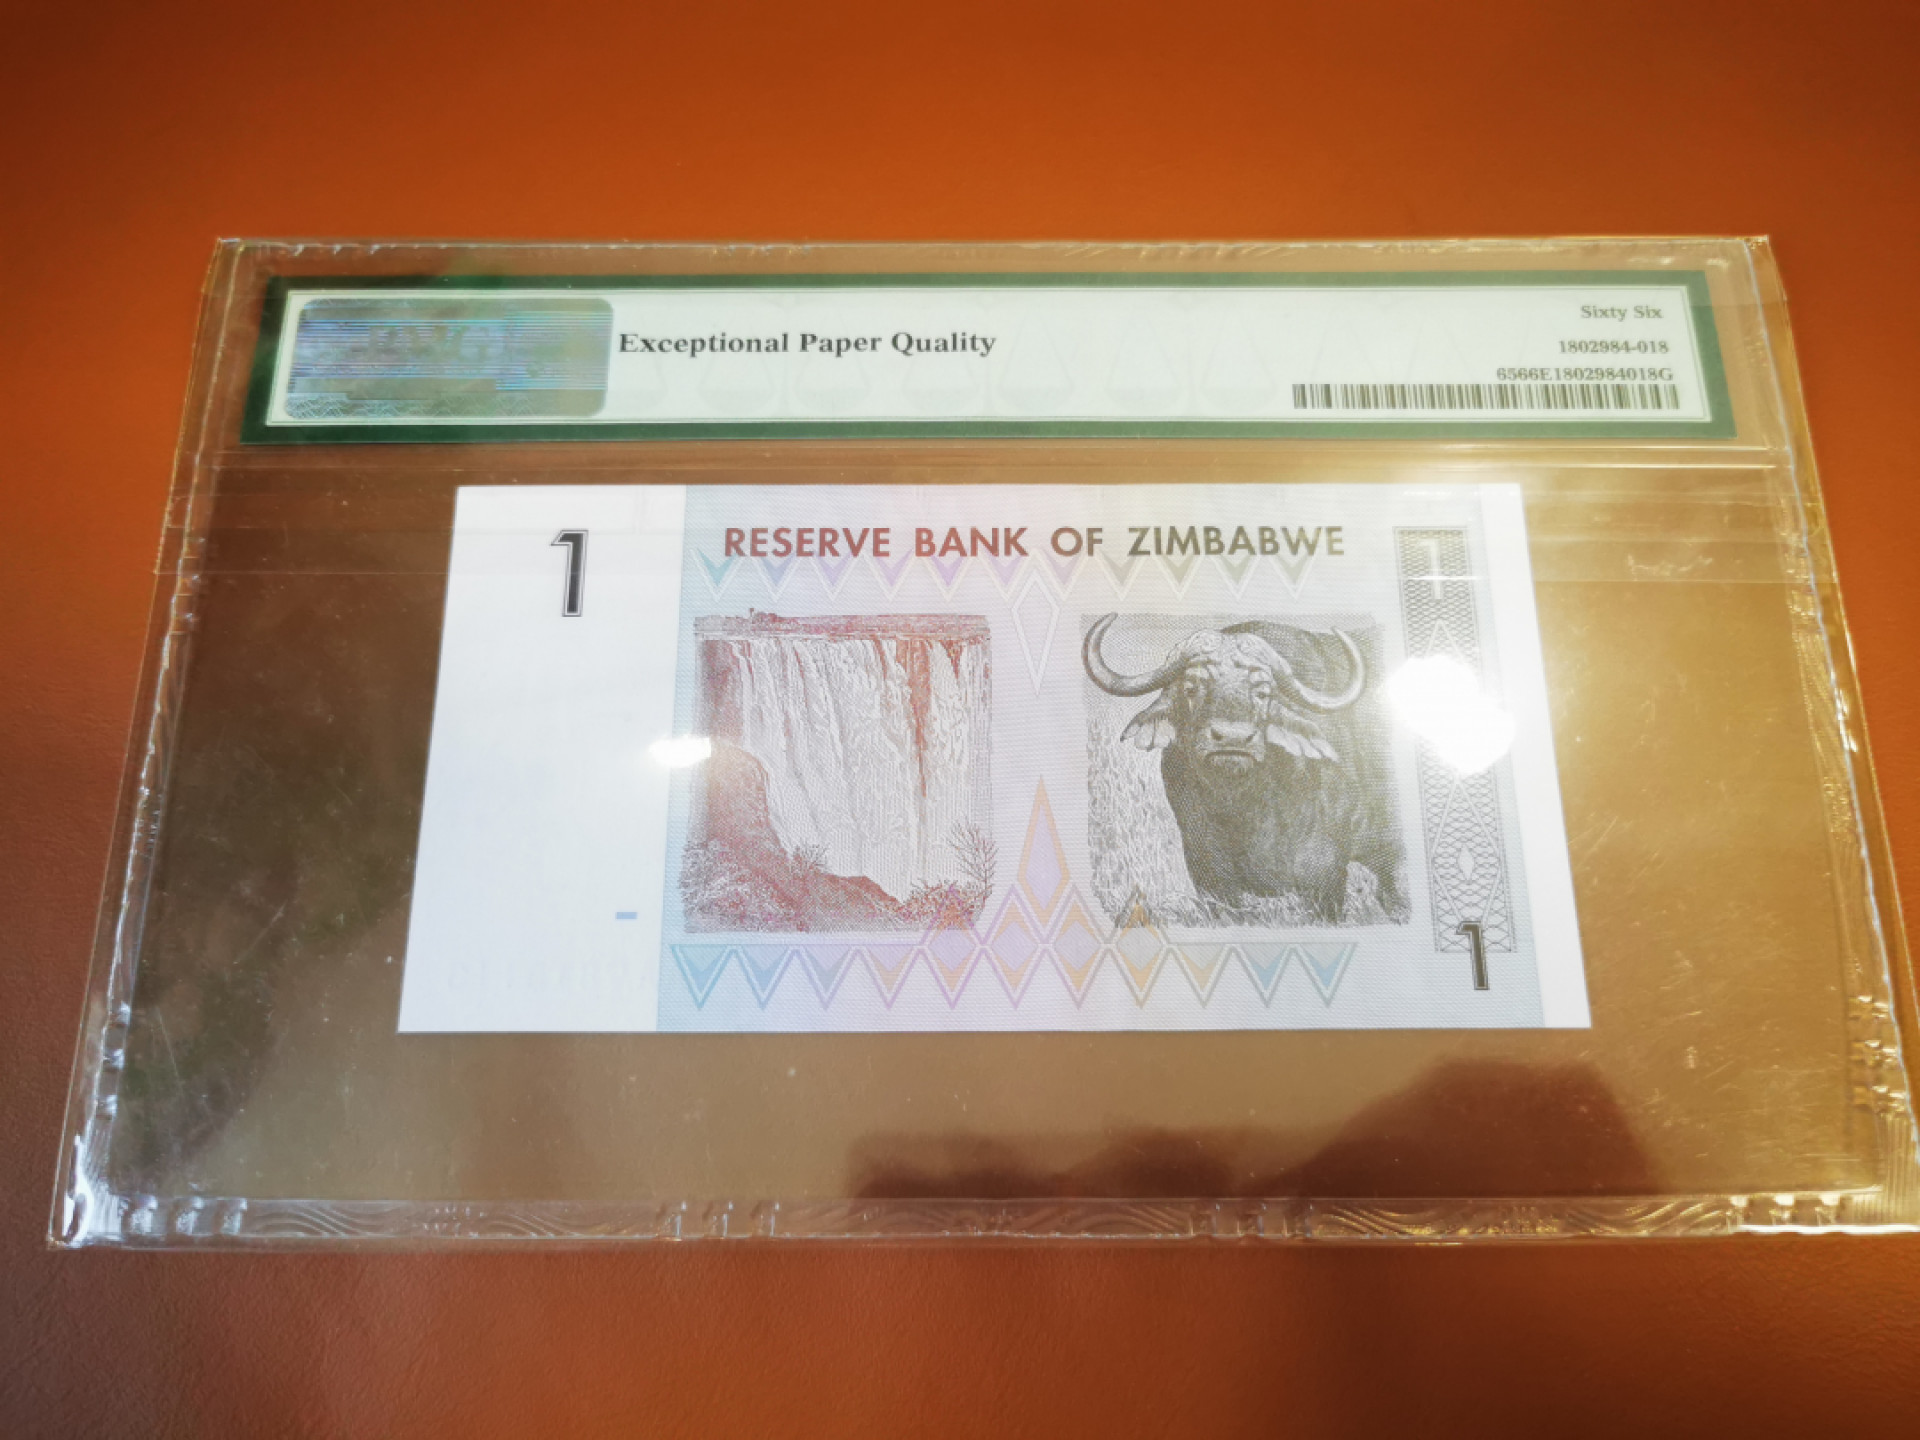 Exceptional Paper Quality
Sixty Six
1802984-018
6566E1802984018G
1
RESERVE BANK OF ZIMBABWE
1
1